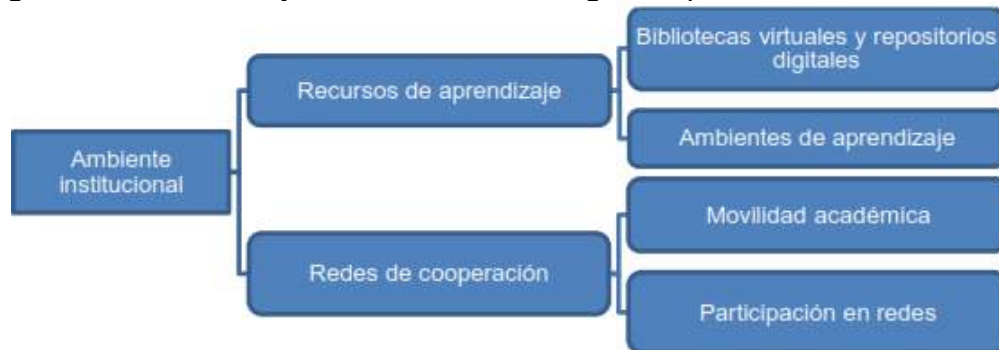 Bibliotecas virtuales y repositorios
digitales
Recursos de aprendizaje
Ambientes de aprendizaje
Ambiente
institucional
Movilidad académica
Redes de cooperación
Participación en redes